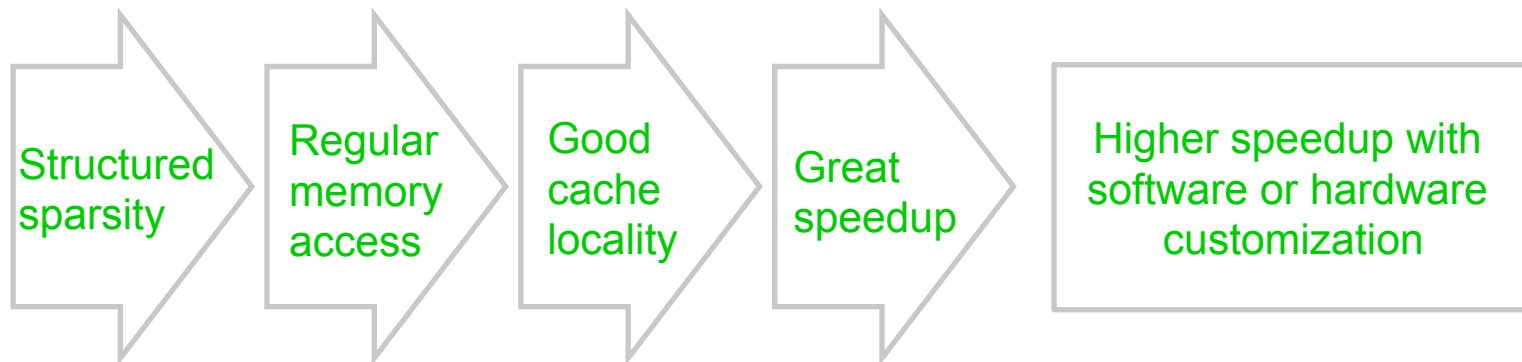 Structured
sparsity
Regular
memory
access
Good
cache
locality
Great
speedup
Higher speedup with
software or hardware
customization